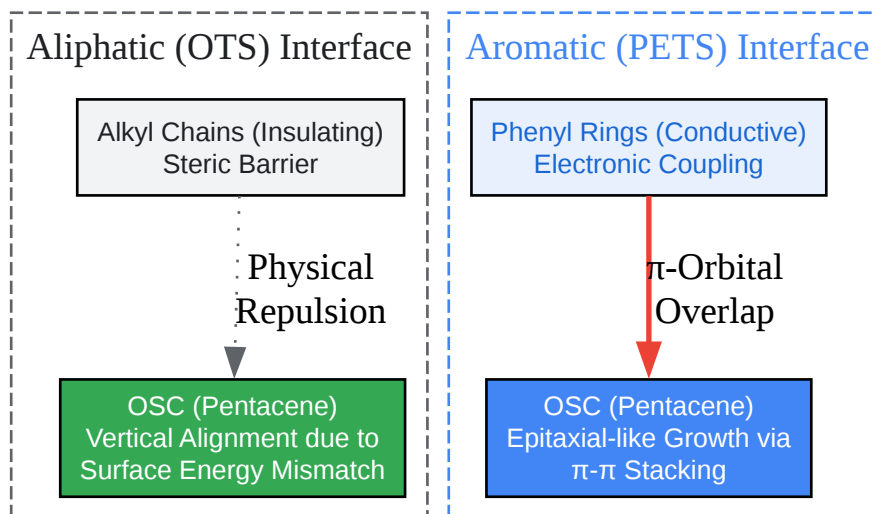 Aliphatic (OTS) Interface
Alkyl Chains (Insulating)
Steric Barrier
Physical
Repulsion
OSC (Pentacene)
Vertical Alignment due to
Surface Energy Mismatch
Aromatic (PETS) Interface
Phenyl Rings (Conductive)
Electronic Coupling
π-Orbital
Overlap
OSC (Pentacene)
Epitaxial-like Growth via
π-π Stacking